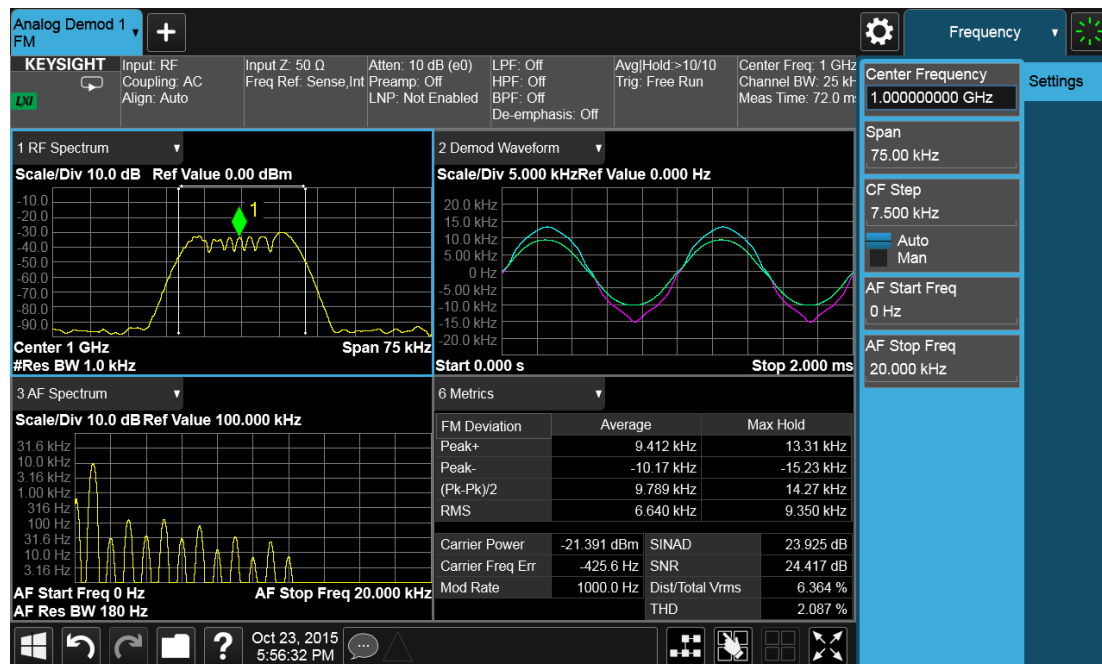 Analog Demod 1
FM
Frequency
KEYSIGHT
LXI
Input: RF
Coupling: AC
Align: Auto
Input Z: 50 Ω
Freq Ref: Sense,Int
Atten: 10 dB (e0)
Preamp: Off
LNP: Not Enabled
LPF: Off
HPF: Off
BPF: Off
De-emphasis: Off
Avg|Hold:>10/10
Trig: Free Run
Center Freq: 1 GHz
Channel BW: 25 kH
Meas Time: 72.0 m
1 RF Spectrum
Scale/Div 10.0 dB Ref Value 0.00 dBm
1
-10.0
-20.0
-30.0
-40.0
-50.0
-60.0
-70.0
-80.0
-90.0
Center 1 GHz Span 75 kHz
#Res BW 1.0 kHz
2 Demod Waveform
Scale/Div 5.000 kHzRef Value 0.000 Hz
20.0 kHz
15.0 kHz
10.0 kHz
5.00 kHz
0 Hz
-5.00 kHz
-10.0 kHz
-15.0 kHz
-20.0 kHz
Start 0.000 s Stop 2.000 ms
3 AF Spectrum
Scale/Div 10.0 dB Ref Value 100.000 kHz
31.6 kHz
10.0 kHz
3.16 kHz
1.00 kHz
316 Hz
100 Hz
31.6 Hz
10.0 Hz
3.16 Hz
AF Start Freq 0 Hz AF Stop Freq 20.000 kHz
AF Res BW 180 Hz
6 Metrics
FM Deviation Average Max Hold
Peak+ 9.412 kHz 13.31 kHz
Peak- -10.17 kHz -15.23 kHz
(Pk-Pk)/2 9.789 kHz 14.27 kHz
RMS 6.640 kHz 9.350 kHz
Carrier Power -21.391 dBm SINAD 23.925 dB
Carrier Freq Err -425.6 Hz SNR 24.417 dB
Mod Rate 1000.0 Hz Dist/Total Vrms 6.364 %
THD 2.087 %
Center Frequency
1.000000000 GHz
Span
75.00 kHz
CF Step
7.500 kHz
Auto
Man
AF Start Freq
0 Hz
AF Stop Freq
20.000 kHz
Settings
?
Oct 23, 2015
5:56:32 PM